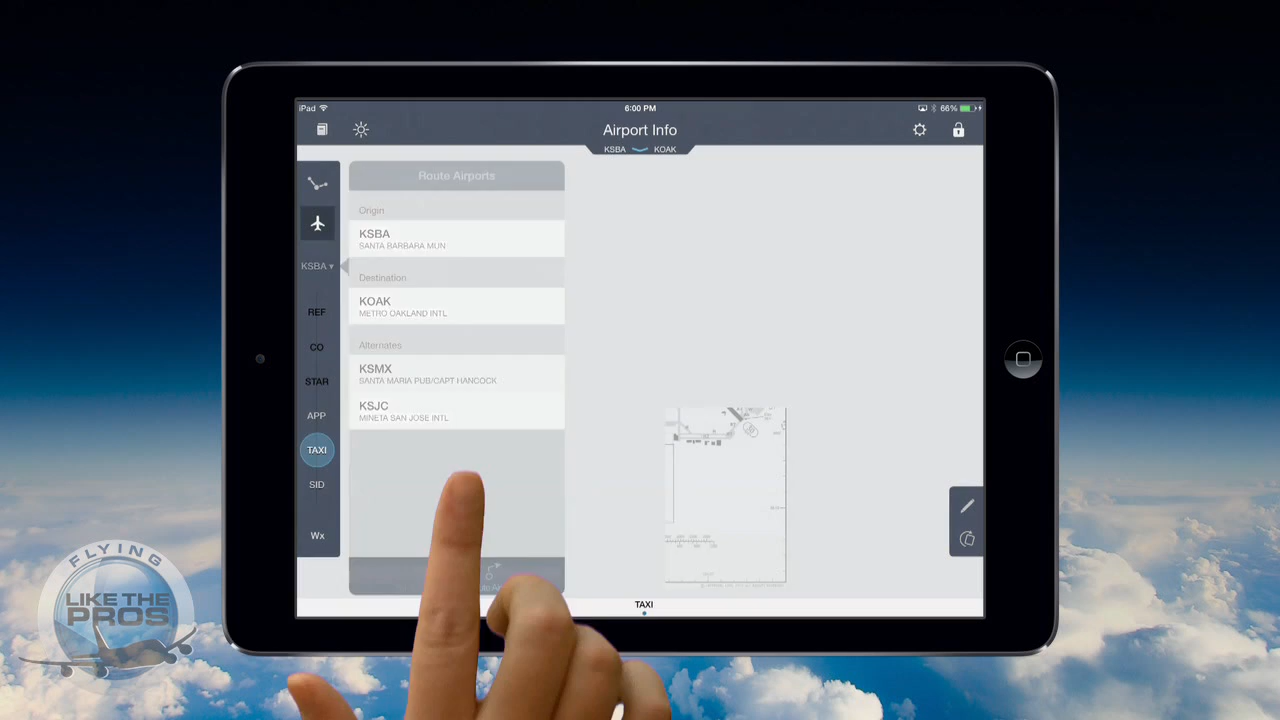 iPad
6:00 PM
66%
Airport Info
KSBA
KOAK
Route Airports
Origin
KSBA
SANTA BARBARA MUN
Destination
KOAK
METRO OAKLAND INTL
Alternates
KSMX
SANTA MARIA PUB/CAPT HANCOCK
KSJC
MINETA SAN JOSE INTL
KSBA ▾
REF
CO
STAR
APP
TAXI
SID
Wx
TAXI
FLYING
LIKE THE
PROS